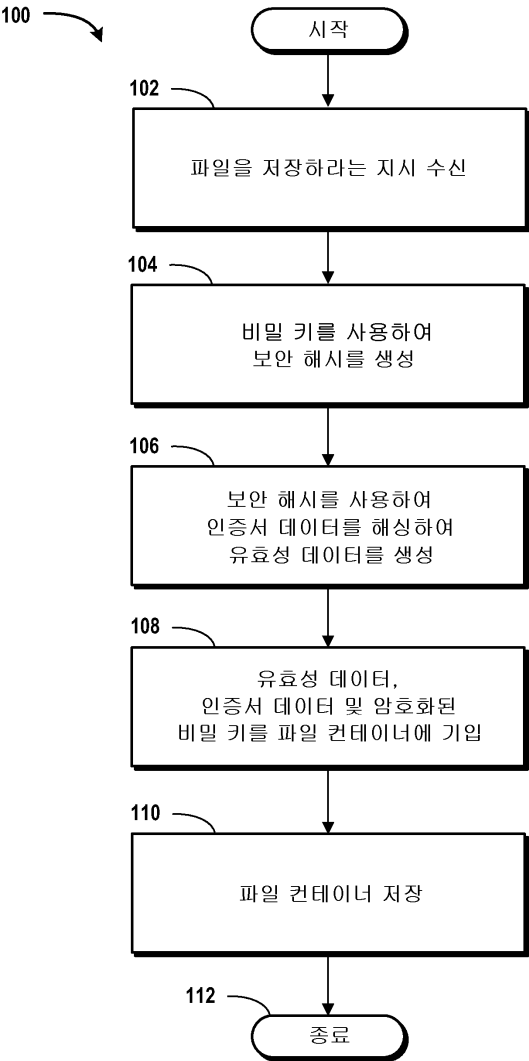 100
시작
102
파일을 저장하라는 지시 수신
104
비밀 키를 사용하여
보안 해시를 생성
106
보안 해시를 사용하여
인증서 데이터를 해싱하여
유효성 데이터를 생성
108
유효성 데이터,
인증서 데이터 및 암호화된
비밀 키를 파일 컨테이너에 기입
110
파일 컨테이너 저장
112
종료